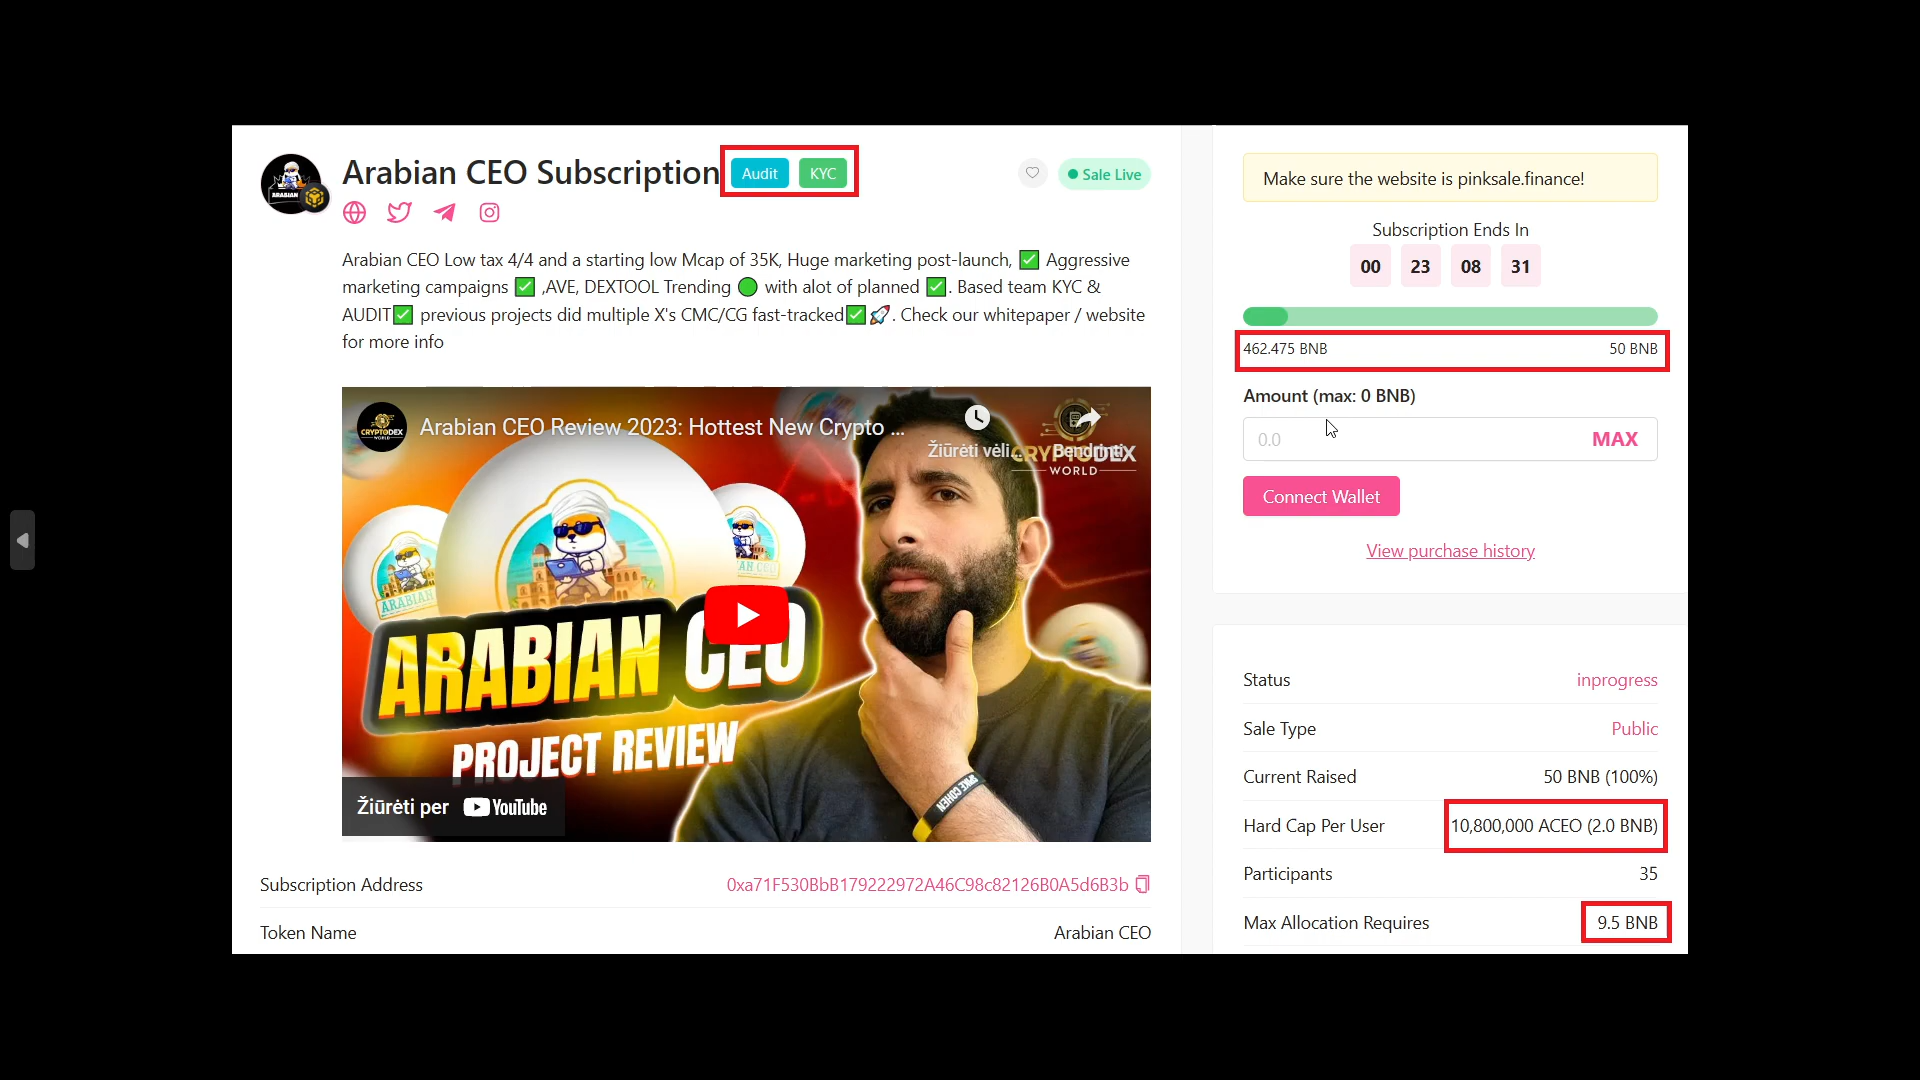 Arabian CEO Subscription
Audit
KYC
Sale Live
ARABIAN
Arabian CEO Low tax 4/4 and a starting low Mcap of 35K, Huge marketing post-launch, ✅ Aggressive
marketing campaigns ✅ ,AVE, DEXTOOL Trending 🟢 with alot of planned ✅. Based team KYC &
AUDIT✅ previous projects did multiple X's CMC/CG fast-tracked✅🚀. Check our whitepaper / website
for more info
CRYPTODEX
WORLD
Arabian CEO Review 2023: Hottest New Crypto ...
Žiūrėti vėli...
Bendrinti
CRYPTODEX
WORLD
ARABIAN CEO
PROJECT REVIEW
SPIKE COHEN
Žiūrėti per YouTube
Subscription Address
0xa71F530BbB179222972A46C98c82126B0A5d6B3b
Token Name
Arabian CEO
Make sure the website is pinksale.finance!
Subscription Ends In
00 23 08 31
462.475 BNB
50 BNB
Amount (max: 0 BNB)
0.0
MAX
Connect Wallet
View purchase history
Status
inprogress
Sale Type
Public
Current Raised
50 BNB (100%)
Hard Cap Per User
10,800,000 ACEO (2.0 BNB)
Participants
35
Max Allocation Requires
9.5 BNB